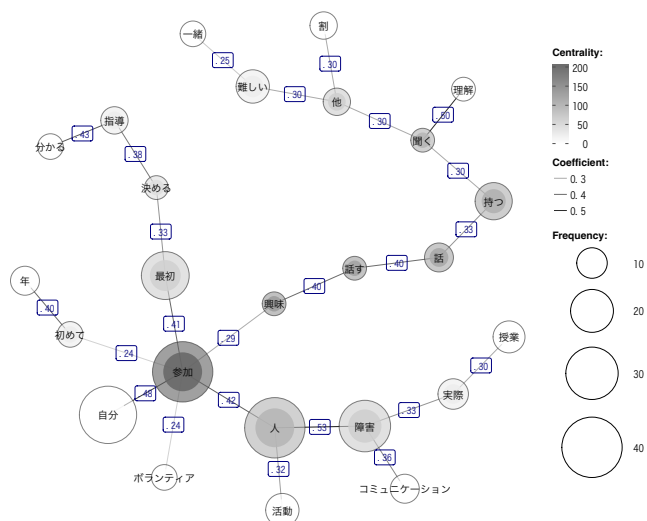 一緒
.25
難しい
.30
割
.30
他
.30
理解
.50
聞く
.30
持つ
.33
話
.40
話す
.40
興味
.29
分かる
.43
指導
.38
決める
.33
最初
.41
年
.40
初めて
.24
参加
.48
自分
.24
ボランティア
.42
人
.53
障害
.32
活動
.33
実際
.30
授業
.36
コミュニケーション
Centrality:
200
150
100
50
0
Coefficient:
0.3
0.4
0.5
Frequency:
10
20
30
40